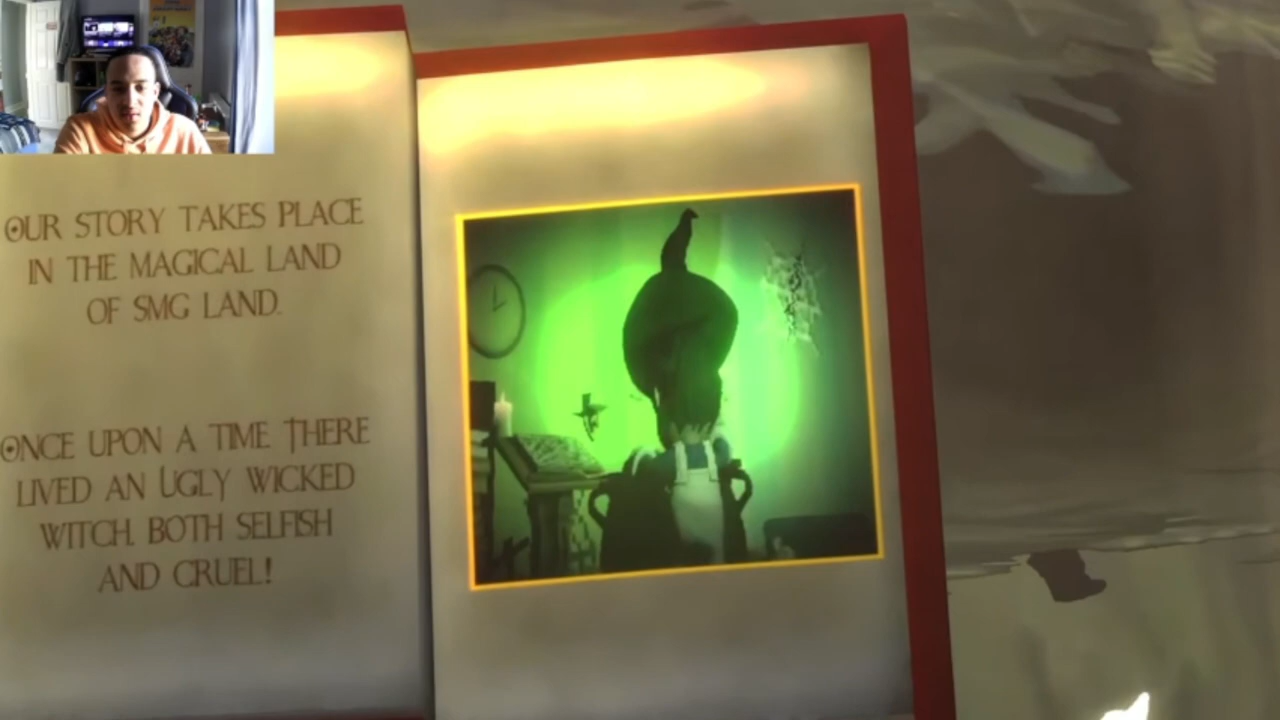 OUR STORY TAKES PLACE
IN THE MAGICAL LAND
OF SMG LAND.
ONCE UPON A TIME THERE
LIVED AN UGLY WICKED
WITCH. BOTH SELFISH
AND CRUEL!